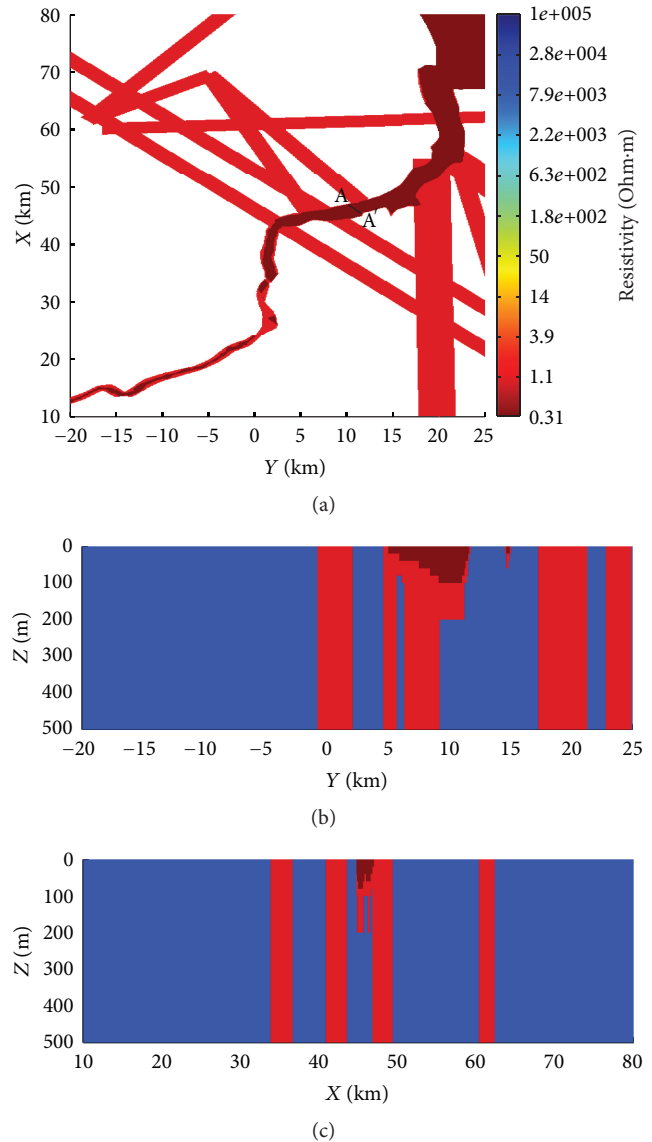 80
70
60
50
40
30
20
10
X (km)
A
A′
−20 −15 −10 −5 0 5 10 15 20 25
Y (km)
1e+005
2.8e+004
7.9e+003
2.2e+003
6.3e+002
1.8e+002
50
14
3.9
1.1
0.31
Resistivity (Ohm·m)
(a)
0
100
200
300
400
500
Z (m)
−20 −15 −10 −5 0 5 10 15 20 25
Y (km)
(b)
0
100
200
300
400
500
Z (m)
10 20 30 40 50 60 70 80
X (km)
(c)